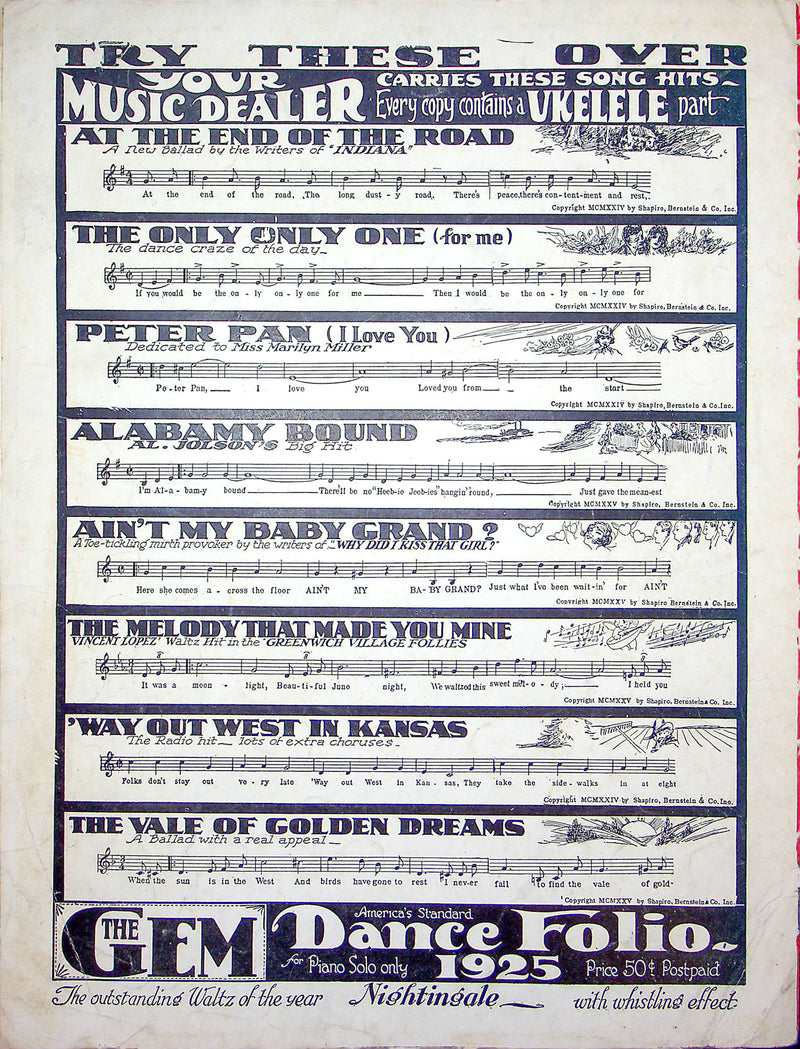 TRY THESE OVER
YOUR MUSIC DEALER CARRIES THESE SONG HITS~
Every copy contains a UKELELE part
AT THE END OF THE ROAD
A New Ballad by the Writers of "INDIANA"
At the end of the road, The long dust-y road, There's peace, there's con-tent-ment and rest,
Copyright MCMXXIV by Shapiro, Bernstein & Co. Inc.
THE ONLY ONLY ONE (for me)
The dance craze of the day_
If you would be the on-ly on-ly one for me Then I would be the on-ly on-ly one for
Copyright MCMXXIV by Shapiro, Bernstein & Co. Inc.
PETER PAN (I Love You)
Dedicated to Miss Marilyn Miller
Pe-ter Pan, I love you Loved you from the start
Copyright MCMXXIV by Shapiro, Bernstein & Co. Inc.
ALABAMY BOUND
AL. JOLSON'S Big Hit
I'm Al-a-bam-y bound There'll be no "Heeb-ie Jeeb-ies" hangin' 'round, Just gave the mean-est
Copyright MCMXXV by Shapiro, Bernstein & Co. Inc.
AIN'T MY BABY GRAND?
A Toe-tickling mirth provoker by the writers of "WHY DID I KISS THAT GIRL?"
Here she comes a-cross the floor AIN'T MY BA-BY GRAND? Just what I've been wait-in' for AIN'T
Copyright MCMXXV by Shapiro Bernstein & Co. Inc.
THE MELODY THAT MADE YOU MINE
VINCENT LOPEZ' Waltz Hit in the "GREENWICH VILLAGE FOLLIES
It was a moon-light, Beau-ti-ful June night, We waltzed this sweet mel-o-dy; I held you
Copyright MCMXXV by Shapiro, Bernstein & Co. Inc.
'WAY OUT WEST IN KANSAS
The Radio hit_ lots of extra choruses_
Folks don't stay out ve-ry late 'Way out West in Kan-sas, They take the side-walks in at eight
Copyright MCMXXIV by Shapiro, Bernstein & Co. Inc.
THE VALE OF GOLDEN DREAMS
A Ballad with a real appeal_
When the sun is in the West And birds have gone to rest I nev-er fail to find the vale of gold-
Copyright MCMXXV by Shapiro, Bernstein & Co. Inc.
THE GEM America's Standard Dance Folio_
for Piano Solo only 1925 Price 50¢ Postpaid
The outstanding Waltz of the year Nightingale_ with whistling effect